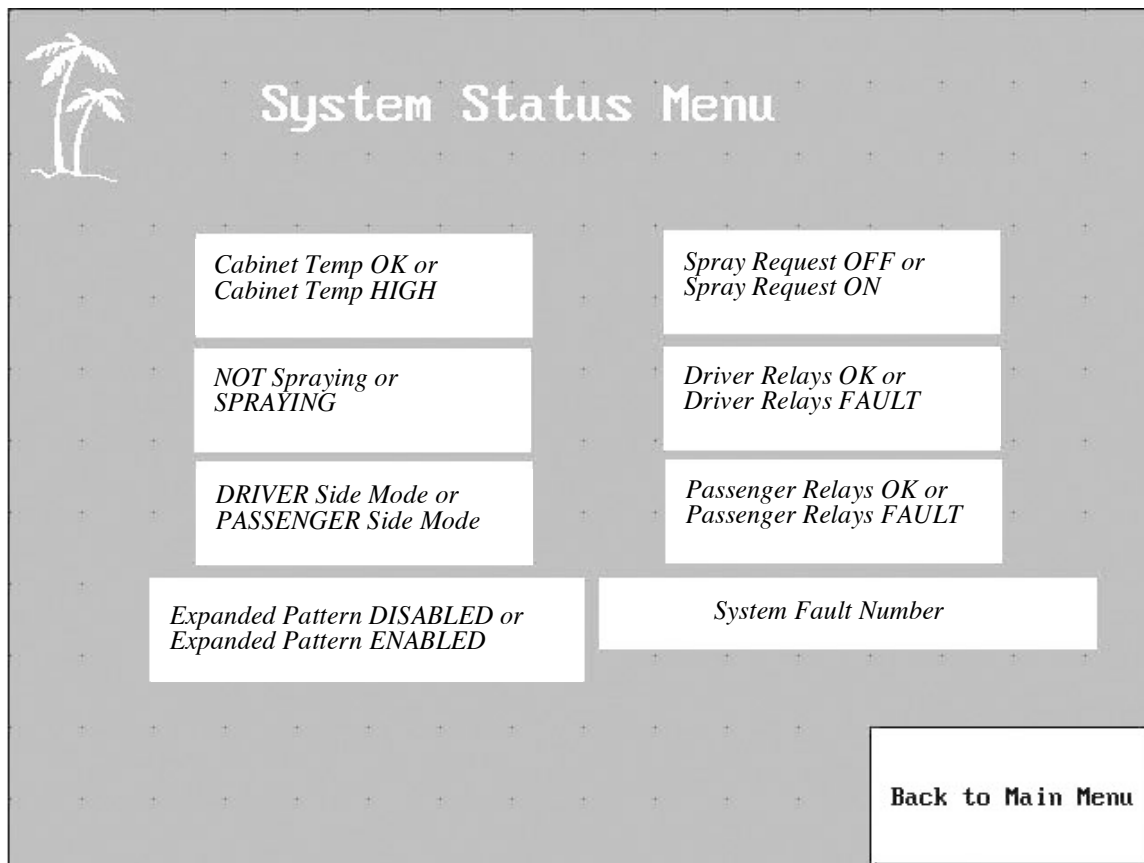 System Status Menu
Cabinet Temp OK or
Cabinet Temp HIGH
Spray Request OFF or
Spray Request ON
NOT Spraying or
SPRAYING
Driver Relays OK or
Driver Relays FAULT
DRIVER Side Mode or
PASSENGER Side Mode
Passenger Relays OK or
Passenger Relays FAULT
Expanded Pattern DISABLED or
Expanded Pattern ENABLED
System Fault Number
Back to Main Menu